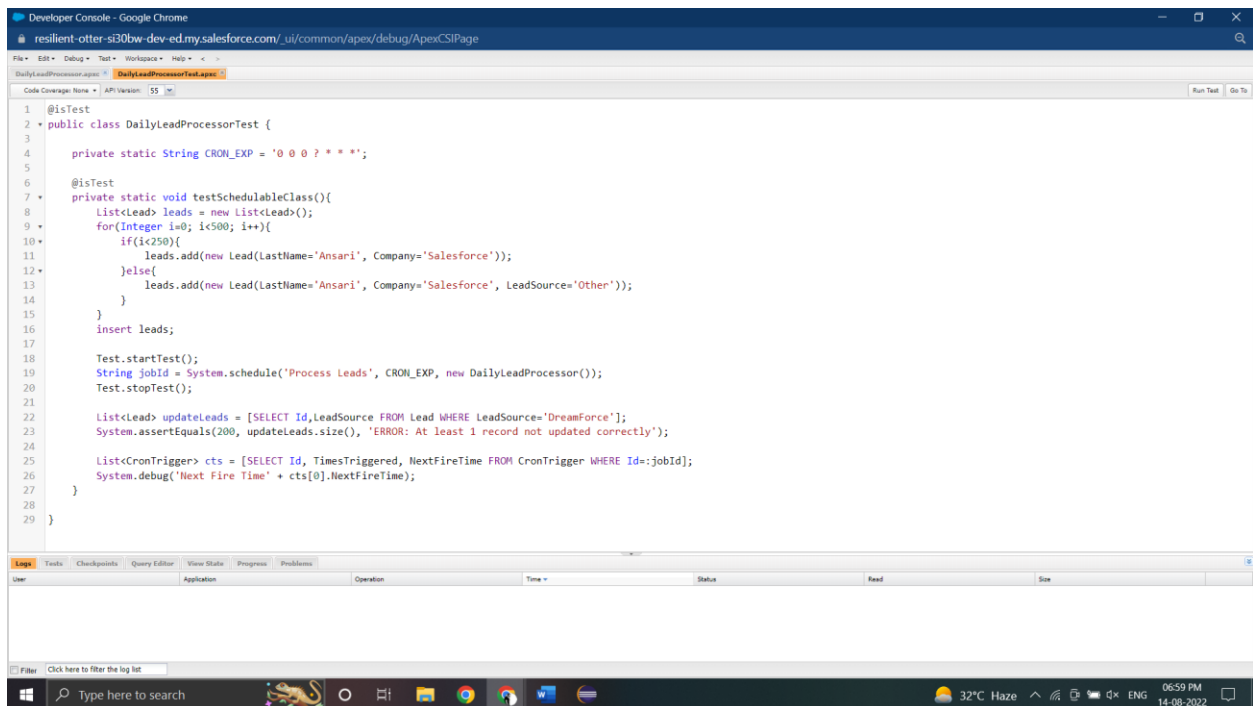 Developer Console - Google Chrome
resilient-otter-si30bw-dev-ed.my.salesforce.com/_ui/common/apex/debug/ApexCSIPage
File Edit Debug Test Workspace Help < >
DailyLeadProcessor.apxc DailyLeadProcessorTest.apxc
Code Coverage: None API Version: 55 Run Test Go To
1 @isTest
2 public class DailyLeadProcessorTest {
3
4 private static String CRON_EXP = '0 0 0 ? * * *';
5
6 @isTest
7 private static void testSchedulableClass(){
8 List<Lead> leads = new List<Lead>();
9 for(Integer i=0; i<500; i++){
10 if(i<250){
11 leads.add(new Lead(LastName='Ansari', Company='Salesforce'));
12 }else{
13 leads.add(new Lead(LastName='Ansari', Company='Salesforce', LeadSource='Other'));
14 }
15 }
16 insert leads;
17
18 Test.startTest();
19 String jobId = System.schedule('Process Leads', CRON_EXP, new DailyLeadProcessor());
20 Test.stopTest();
21
22 List<Lead> updateLeads = [SELECT Id,LeadSource FROM Lead WHERE LeadSource='DreamForce'];
23 System.assertEquals(200, updateLeads.size(), 'ERROR: At least 1 record not updated correctly');
24
25 List<CronTrigger> cts = [SELECT Id, TimesTriggered, NextFireTime FROM CronTrigger WHERE Id=:jobId];
26 System.debug('Next Fire Time' + cts[0].NextFireTime);
27 }
28
29 }
Logs Tests Checkpoints Query Editor View State Progress Problems
User Application Operation Time Status Read Size
Filter Click here to filter the log list
Type here to search 32°C Haze ENG 06:59 PM
14-08-2022